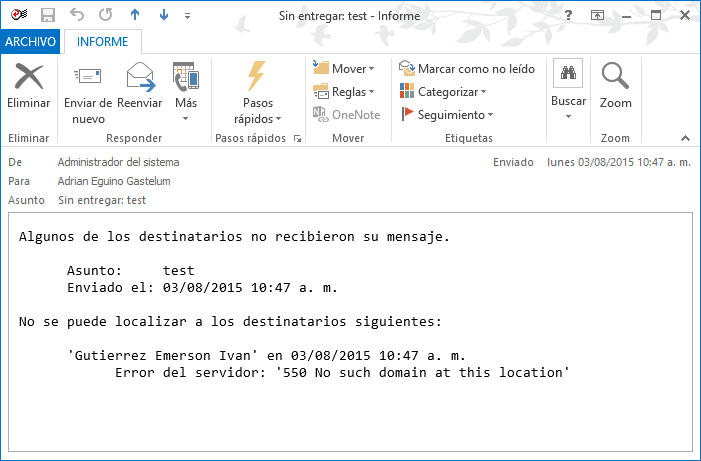 Sin entregar: test - Informe
ARCHIVO INFORME
Eliminar
Enviar de nuevo
Reenviar
Más
Pasos rápidos
Mover
Reglas
OneNote
Marcar como no leído
Categorizar
Seguimiento
Buscar
Zoom
Eliminar Responder Pasos rápidos Mover Etiquetas Zoom
De Administrador del sistema Enviado lunes 03/08/2015 10:47 a. m.
Para Adrian Eguino Gastelum
Asunto Sin entregar: test
Algunos de los destinatarios no recibieron su mensaje.
Asunto: test
Enviado el: 03/08/2015 10:47 a. m.
No se puede localizar a los destinatarios siguientes:
'Gutierrez Emerson Ivan' en 03/08/2015 10:47 a. m.
Error del servidor: '550 No such domain at this location'